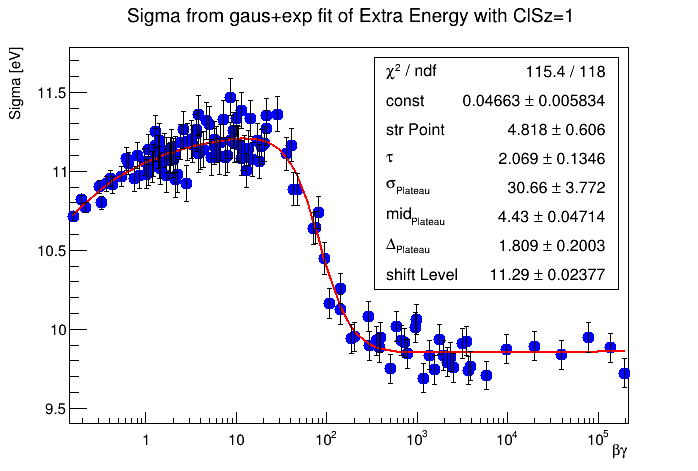 Sigma from gaus+exp fit of Extra Energy with ClSz=1
Sigma [eV]
χ² / ndf 115.4 / 118
const 0.04663 ± 0.005834
str Point 4.818 ± 0.606
τ 2.069 ± 0.1346
σPlateau 30.66 ± 3.772
midPlateau 4.43 ± 0.04714
ΔPlateau 1.809 ± 0.2003
shift Level 11.29 ± 0.02377
11.5
11
10.5
10
9.5
1 10 10² 10³ 10⁴ 10⁵
βγ